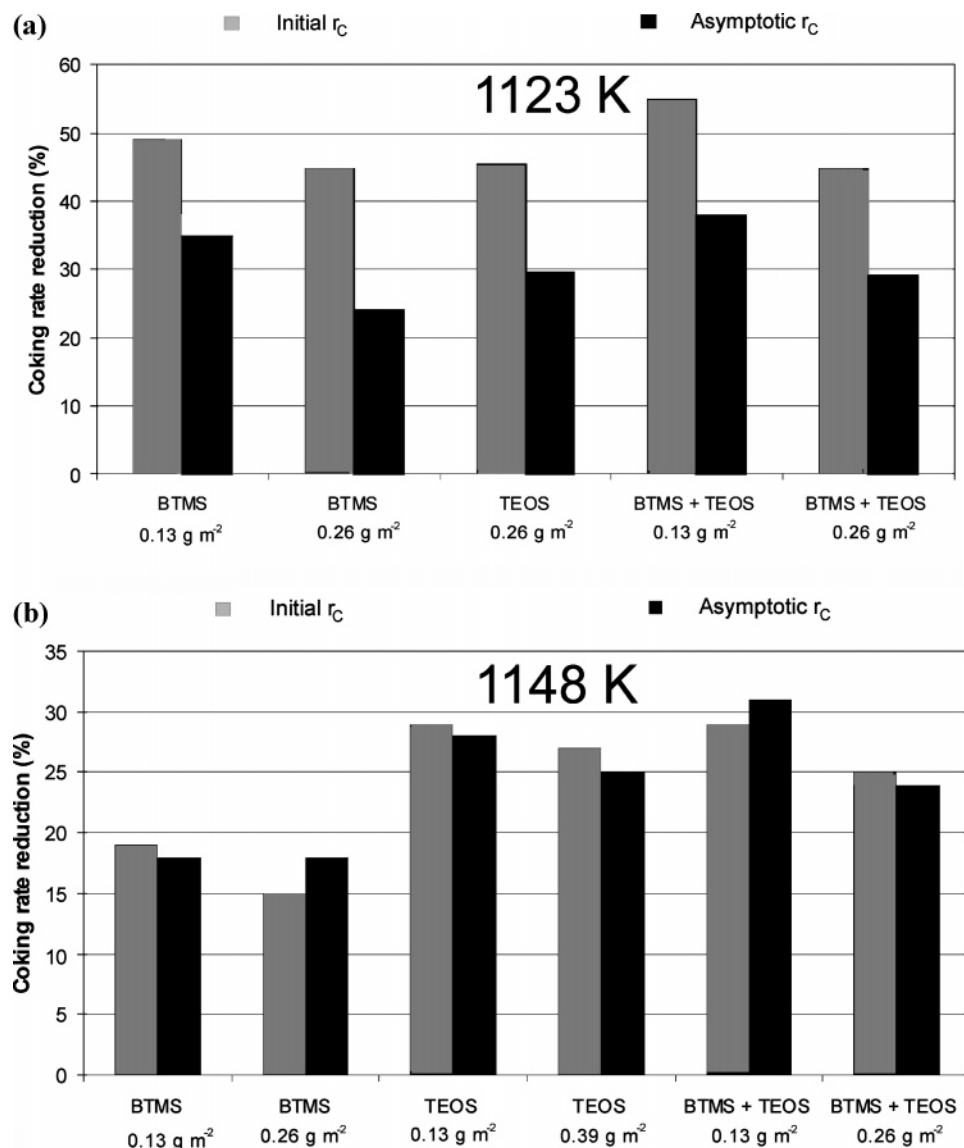 (a)
Initial r_C Asymptotic r_C
1123 K
Coking rate reduction (%)
60
50
40
30
20
10
0
BTMS BTMS TEOS BTMS + TEOS BTMS + TEOS
0.13 g m⁻² 0.26 g m⁻² 0.26 g m⁻² 0.13 g m⁻² 0.26 g m⁻²
(b)
Initial r_C Asymptotic r_C
1148 K
Coking rate reduction (%)
35
30
25
20
15
10
5
0
BTMS BTMS TEOS TEOS BTMS + TEOS BTMS + TEOS
0.13 g m⁻² 0.26 g m⁻² 0.13 g m⁻² 0.39 g m⁻² 0.13 g m⁻² 0.26 g m⁻²